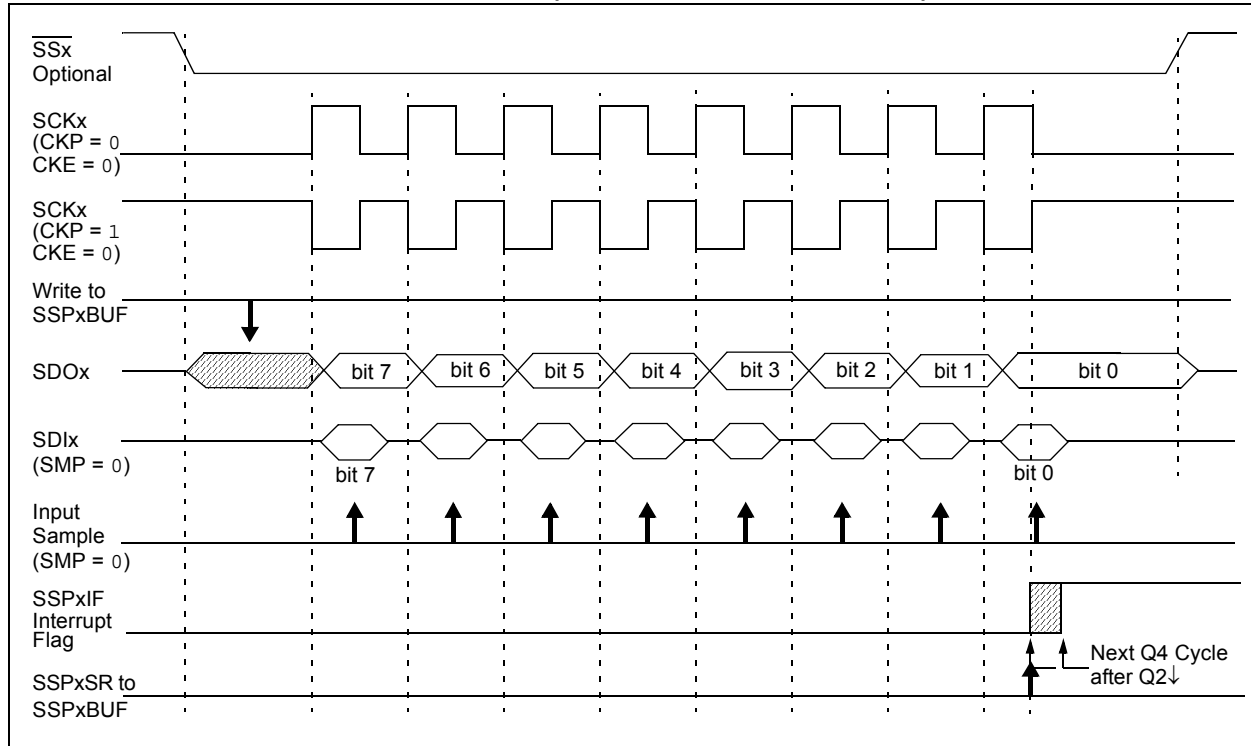 SSx
Optional
SCKx
(CKP = 0
CKE = 0)
SCKx
(CKP = 1
CKE = 0)
Write to
SSPxBUF
SDOx
bit 7
bit 6
bit 5
bit 4
bit 3
bit 2
bit 1
bit 0
SDIx
(SMP = 0)
bit 7
bit 0
Input
Sample
(SMP = 0)
SSPxIF
Interrupt
Flag
Next Q4 Cycle
after Q2↓
SSPxSR to
SSPxBUF